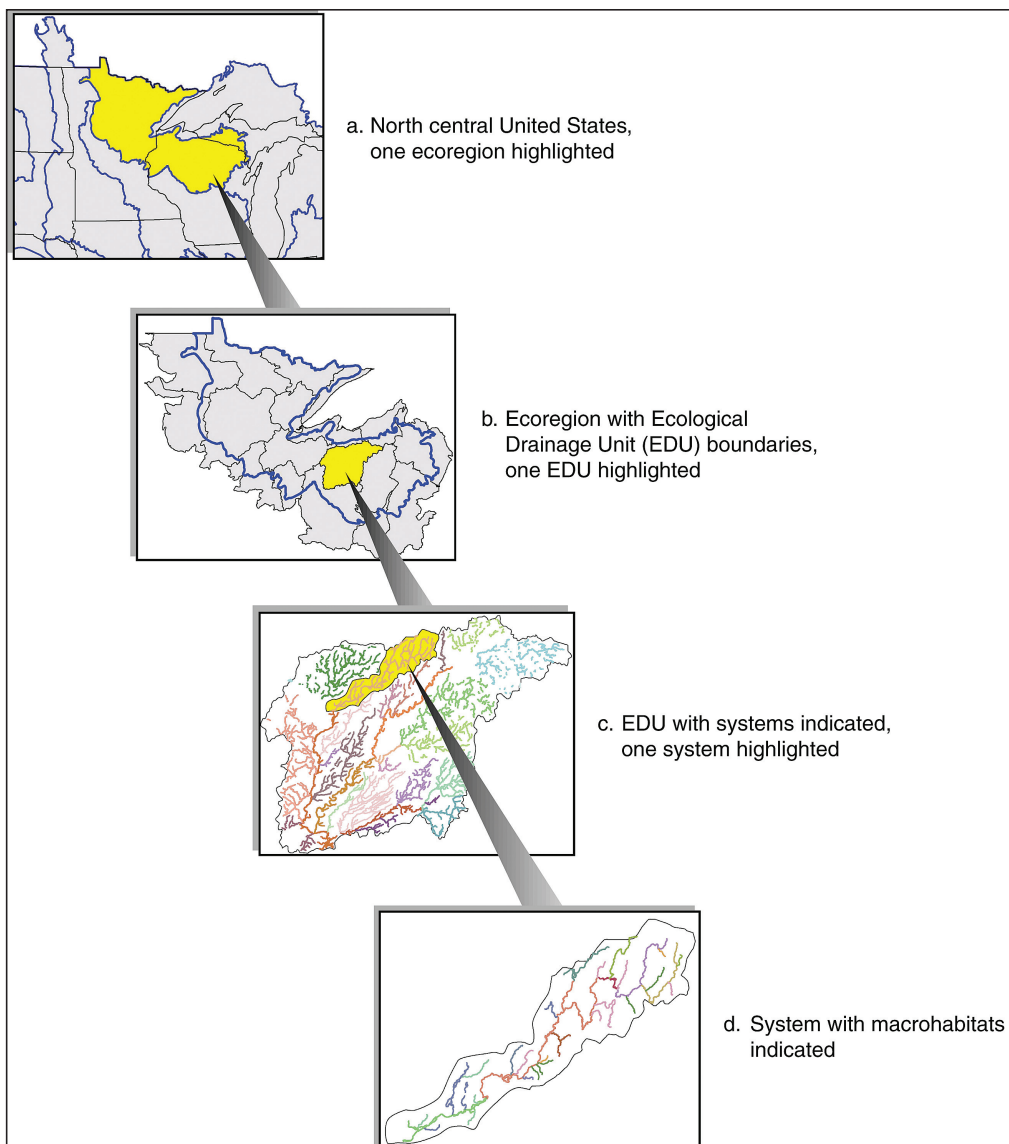 a. North central United States,
one ecoregion highlighted
b. Ecoregion with Ecological
Drainage Unit (EDU) boundaries,
one EDU highlighted
c. EDU with systems indicated,
one system highlighted
d. System with macrohabitats
indicated